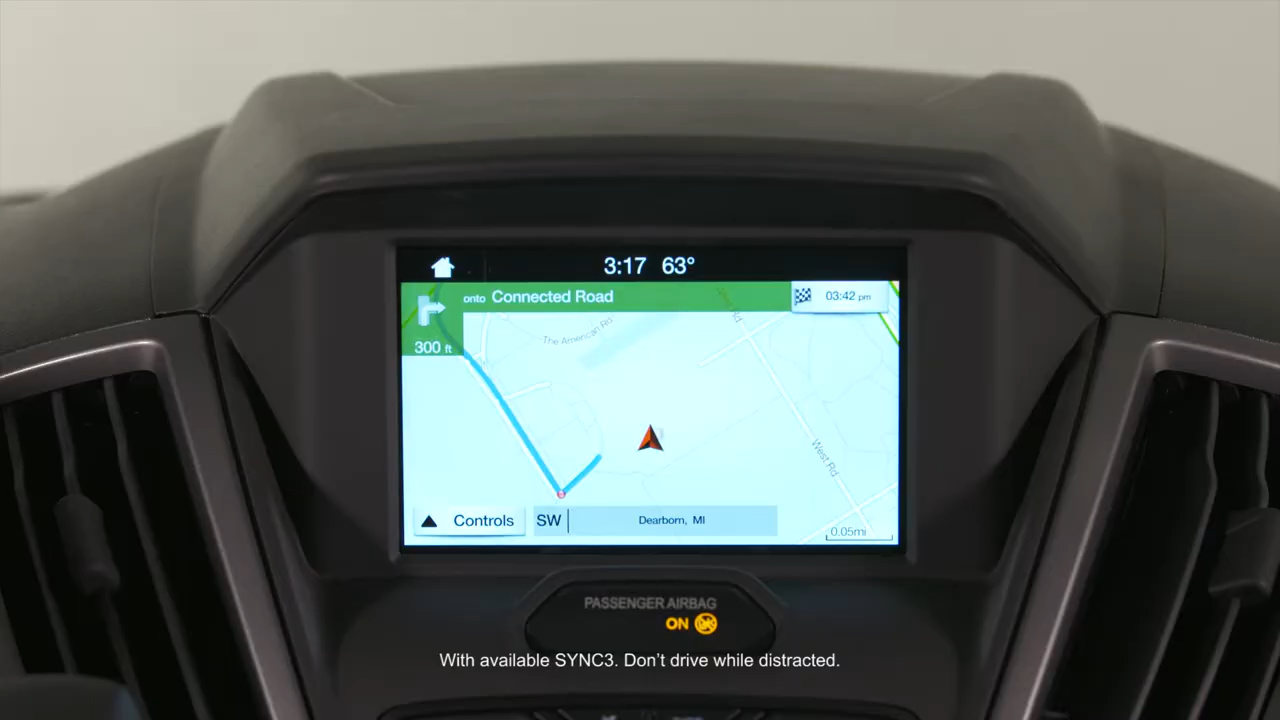 3:17 63°
onto Connected Road
03:42 pm
300 ft
The American Rd
Rd
West Rd
Controls
SW
Dearborn, MI
0.05mi
PASSENGER AIRBAG
ON
With available SYNC3. Don't drive while distracted.